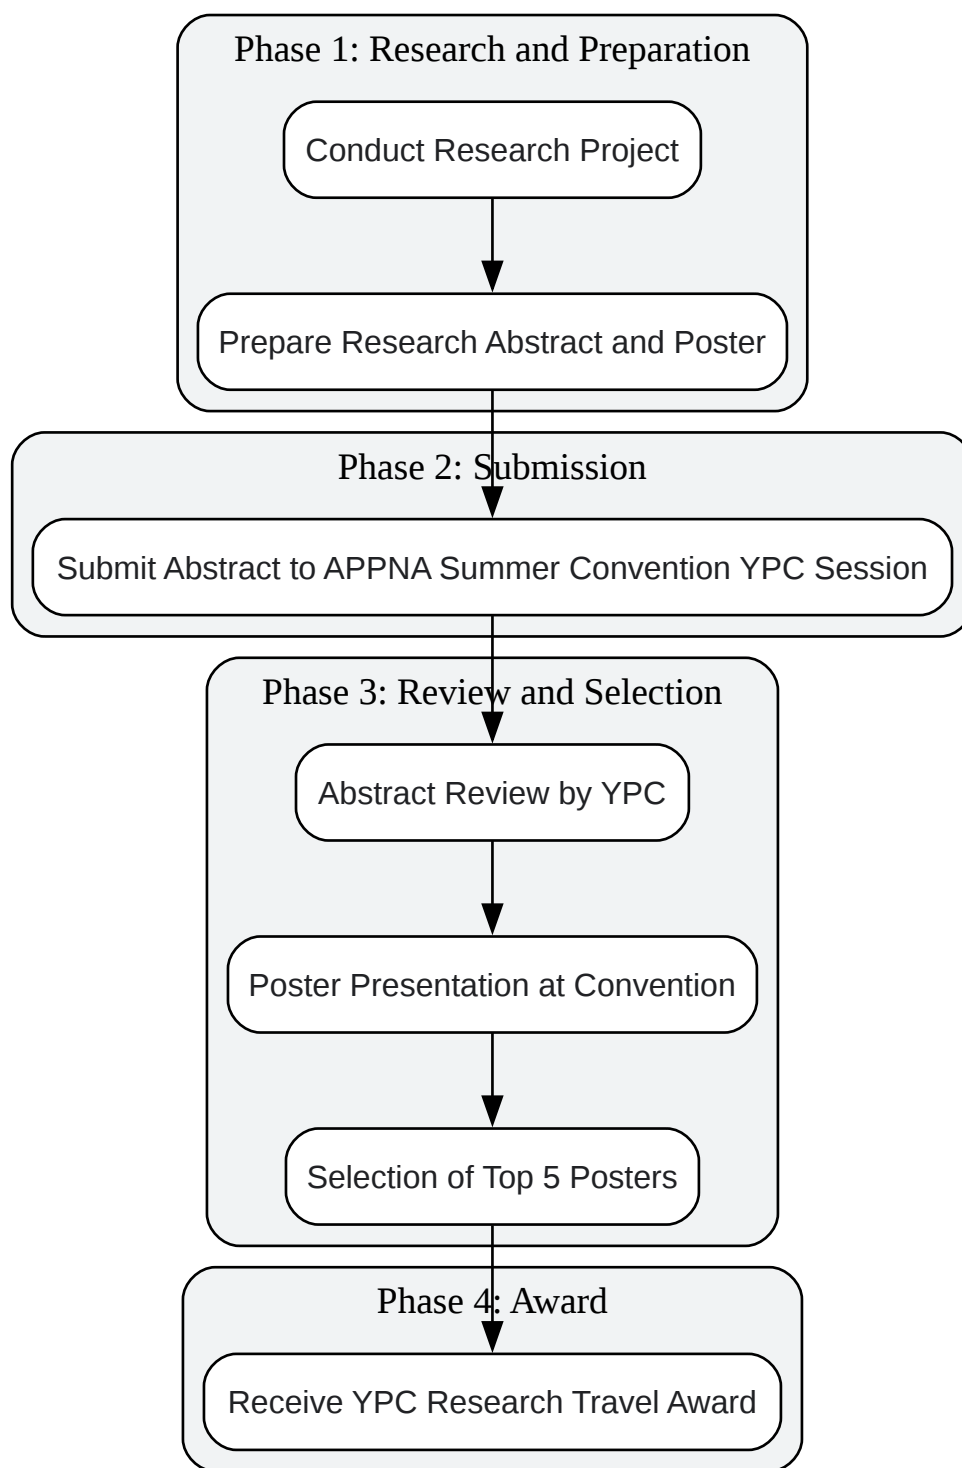 Phase 1: Research and Preparation
Conduct Research Project
Prepare Research Abstract and Poster
Phase 2: Submission
Submit Abstract to APPNA Summer Convention YPC Session
Phase 3: Review and Selection
Abstract Review by YPC
Poster Presentation at Convention
Selection of Top 5 Posters
Phase 4: Award
Receive YPC Research Travel Award